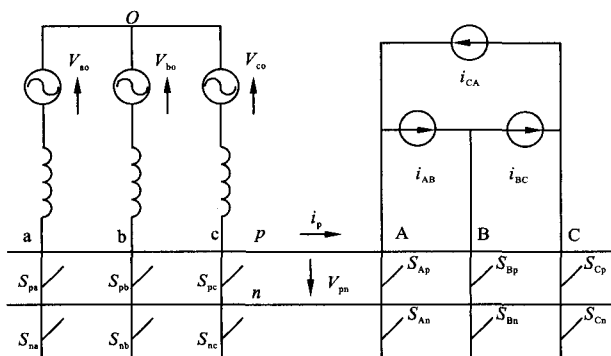 O
V_ao V_bo V_co
i_CA
i_AB i_BC
a b c p i_p A B C
S_pa S_pb S_pc n V_pn S_Ap S_Bp S_Cp
S_na S_nb S_nc S_An S_Bn S_Cn